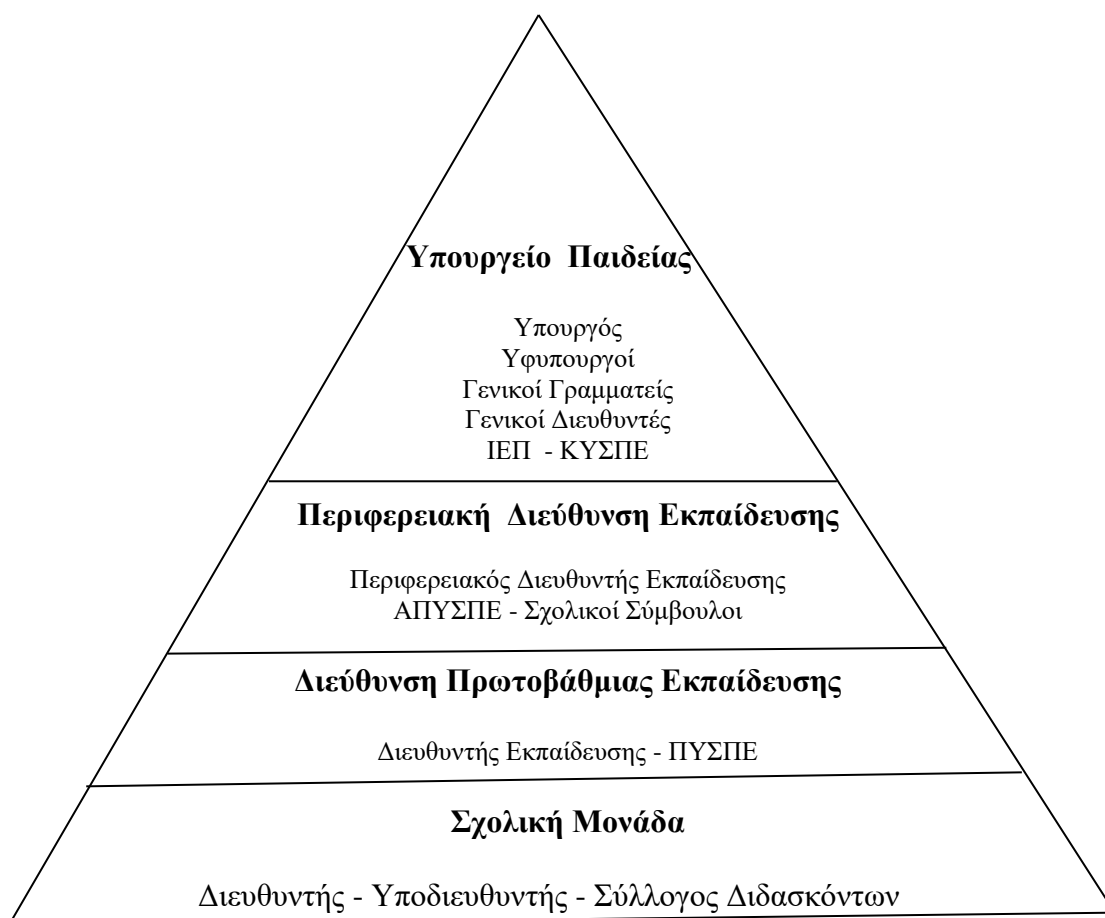 Υπουργείο Παιδείας
Υπουργός
Υφυπουργοί
Γενικοί Γραμματείς
Γενικοί Διευθυντές
ΙΕΠ - ΚΥΣΠΕ
Περιφερειακή Διεύθυνση Εκπαίδευσης
Περιφερειακός Διευθυντής Εκπαίδευσης
ΑΠΥΣΠΕ - Σχολικοί Σύμβουλοι
Διεύθυνση Πρωτοβάθμιας Εκπαίδευσης
Διευθυντής Εκπαίδευσης - ΠΥΣΠΕ
Σχολική Μονάδα
Διευθυντής - Υποδιευθυντής - Σύλλογος Διδασκόντων